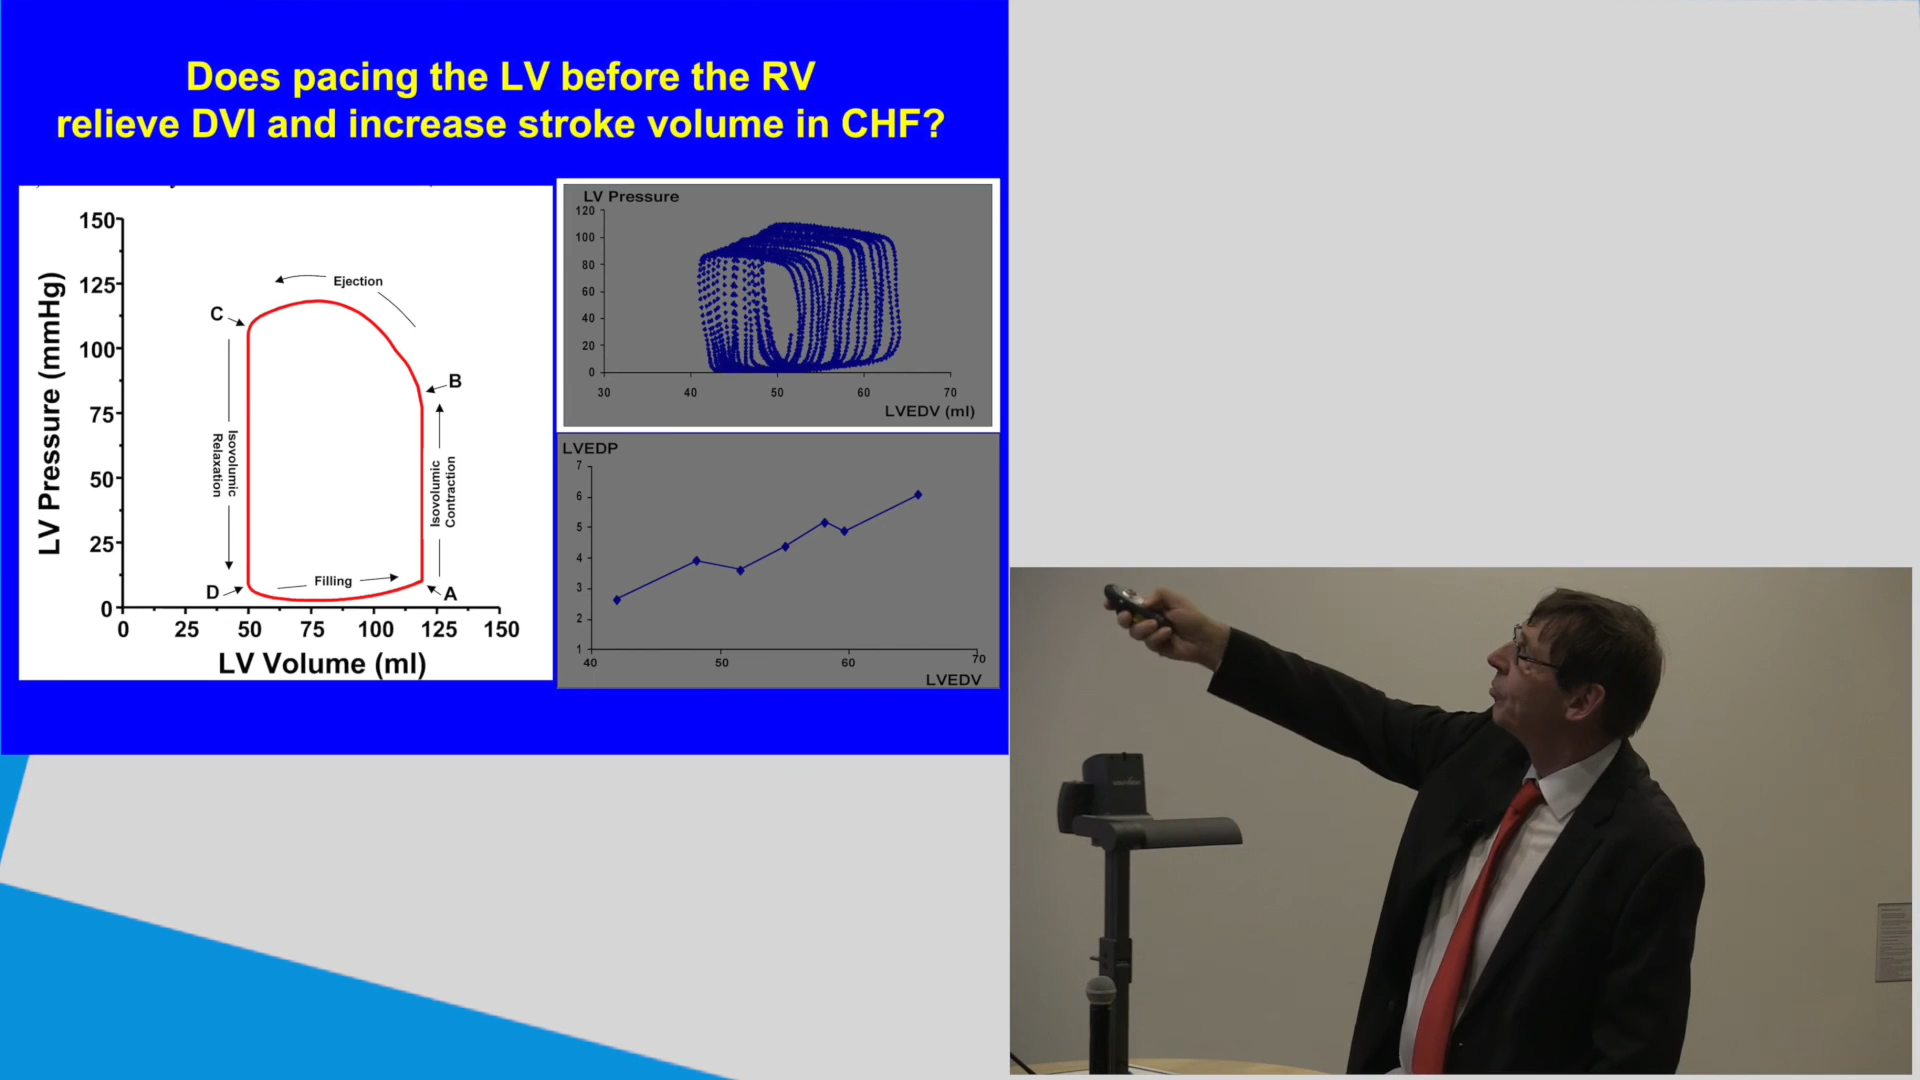 Does pacing the LV before the RV
relieve DVI and increase stroke volume in CHF?
LV Pressure (mmHg)
150
125
100
75
50
25
0
0 25 50 75 100 125 150
LV Volume (ml)
Ejection
C
B
Isovolumic
Relaxation
Isovolumic
Contraction
Filling
D
A
LV Pressure
120
100
80
60
40
20
0
30 40 50 60 70
LVEDV (ml)
LVEDP
7
6
5
4
3
2
1
40 50 60 70
LVEDV